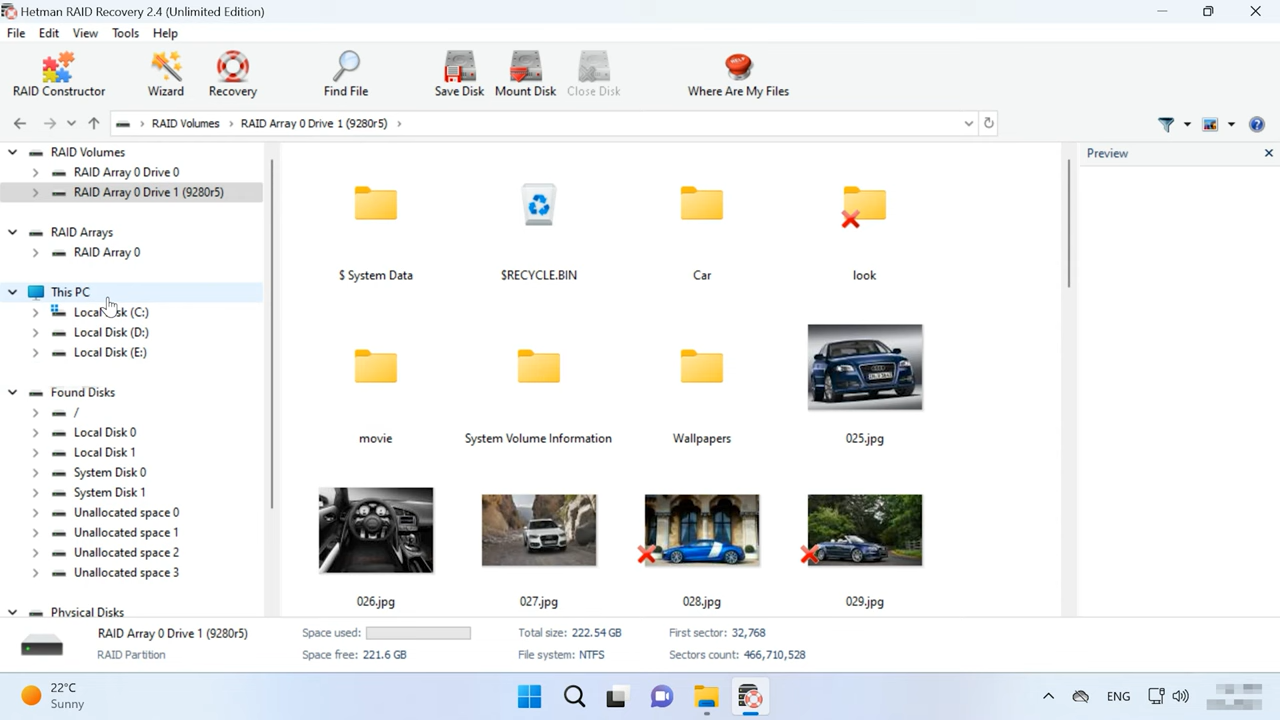 Hetman RAID Recovery 2.4 (Unlimited Edition)
File Edit View Tools Help
RAID Constructor Wizard Recovery Find File Save Disk Mount Disk Close Disk Where Are My Files
RAID Volumes RAID Array 0 Drive 1 (9280r5)
Preview
RAID Volumes
RAID Array 0 Drive 0
RAID Array 0 Drive 1 (9280r5)
RAID Arrays
RAID Array 0
This PC
Local Disk (C:)
Local Disk (D:)
Local Disk (E:)
Found Disks
/
Local Disk 0
Local Disk 1
System Disk 0
System Disk 1
Unallocated space 0
Unallocated space 1
Unallocated space 2
Unallocated space 3
Physical Disks
$ System Data $RECYCLE.BIN Car look
movie System Volume Information Wallpapers 025.jpg
026.jpg 027.jpg 028.jpg 029.jpg
RAID Array 0 Drive 1 (9280r5) Space used: Total size: 222.54 GB First sector: 32,768
RAID Partition Space free: 221.6 GB File system: NTFS Sectors count: 466,710,528
22°C
Sunny
ENG